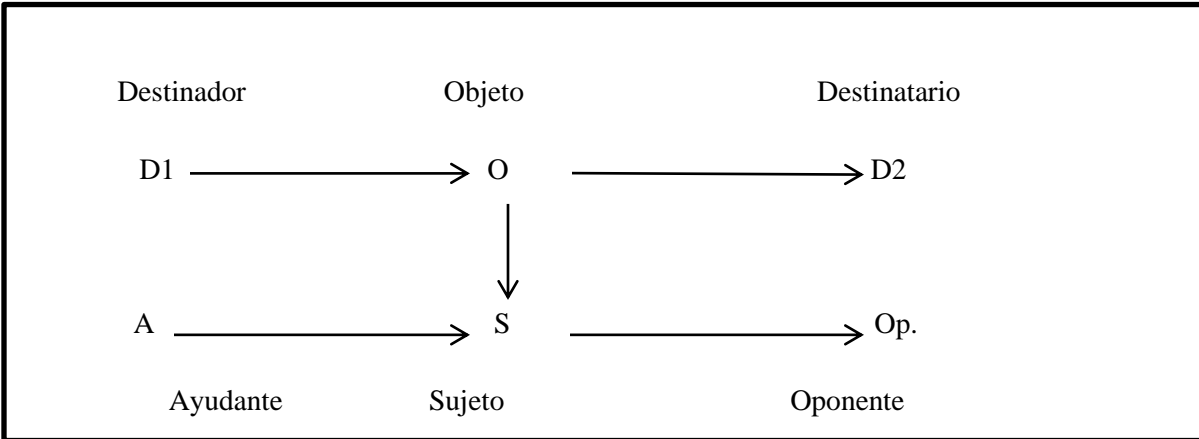 Destinador Objeto Destinatario
D1 O D2
A S Op.
Ayudante Sujeto Oponente